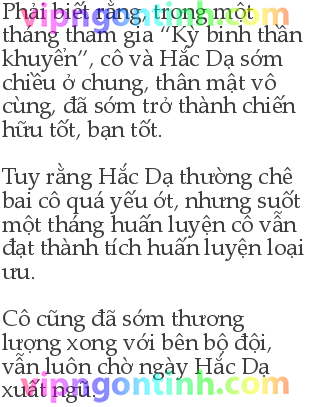 Phải biết rằng, trong một
tháng tham gia “Kỳ binh thần
khuyển”, cô và Hắc Dạ sớm
chiều ở chung, thân mật vô
cùng, đã sớm trở thành chiến
hữu tốt, bạn tốt.
Tuy rằng Hắc Dạ thường chê
bai cô quá yếu ớt, nhưng suốt
một tháng huấn luyện cô vẫn
đạt thành tích huấn luyện loại
ưu.
Cô cũng đã sớm thương
lượng xong với bên bộ đội,
vẫn luôn chờ ngày Hắc Dạ
xuất ngũ.
vipngontinh.com
vipngontinh.com